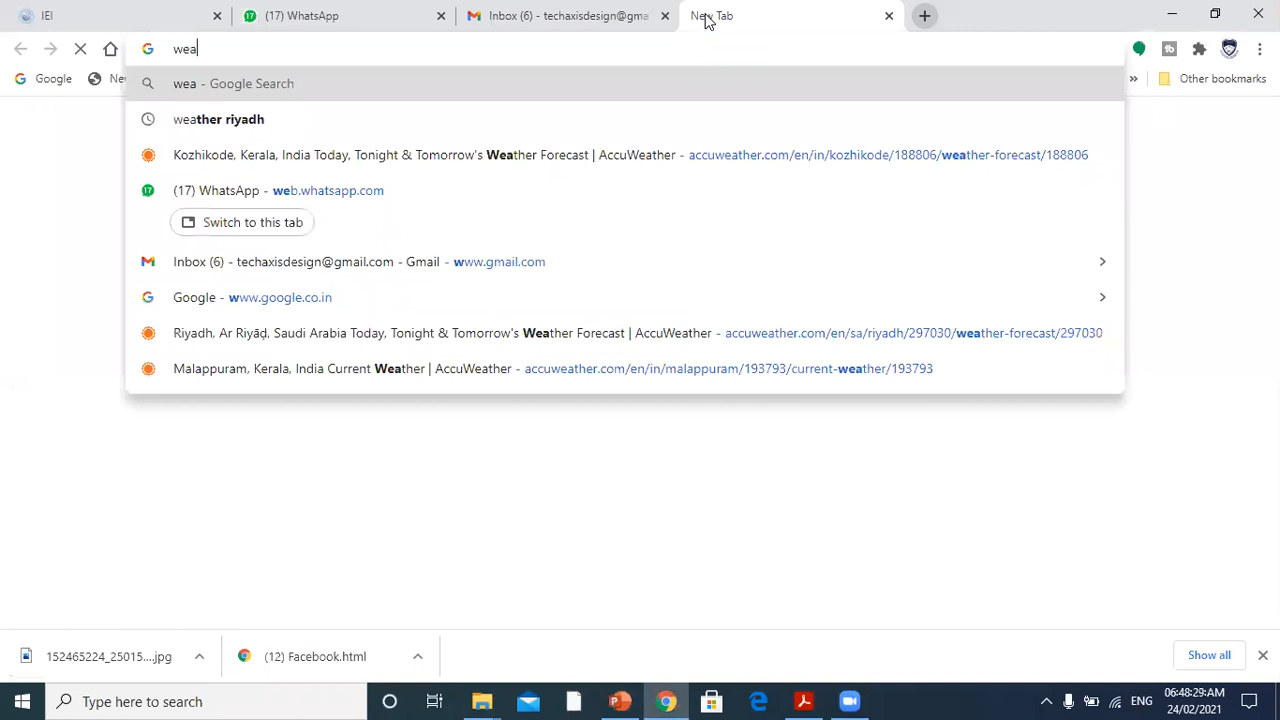 IEI
(17) WhatsApp
Inbox (6) - techaxisdesign@gma
New Tab
wea
Google
Nev
Other bookmarks
wea - Google Search
weather riyadh
Kozhikode, Kerala, India Today, Tonight & Tomorrow's Weather Forecast | AccuWeather - accuweather.com/en/in/kozhikode/188806/weather-forecast/188806
(17) WhatsApp - web.whatsapp.com
Switch to this tab
Inbox (6) - techaxisdesign@gmail.com - Gmail - www.gmail.com
Google - www.google.co.in
Riyadh, Ar Riyāḍ, Saudi Arabia Today, Tonight & Tomorrow's Weather Forecast | AccuWeather - accuweather.com/en/sa/riyadh/297030/weather-forecast/297030
Malappuram, Kerala, India Current Weather | AccuWeather - accuweather.com/en/in/malappuram/193793/current-weather/193793
152465224_25015....jpg
(12) Facebook.html
Show all
Type here to search
ENG
06:48:29 AM
24/02/2021